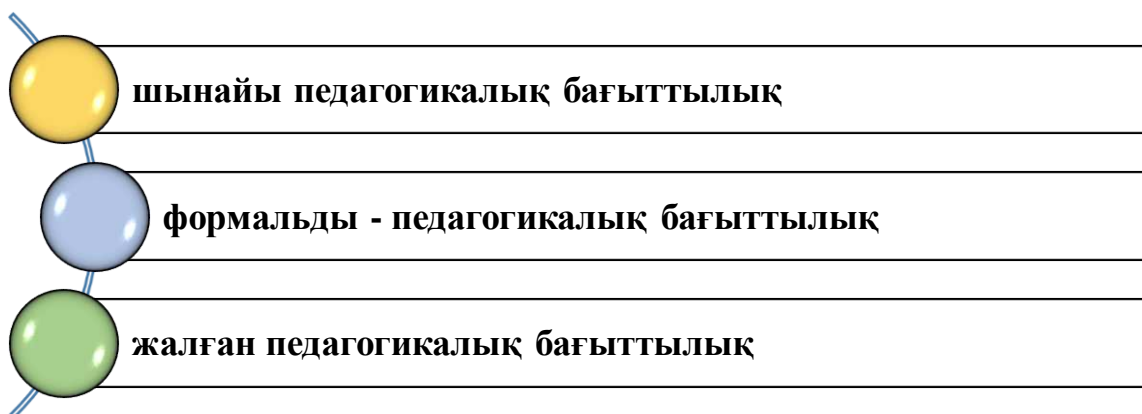 шынайы педагогикалық бағыттылық
формальды - педагогикалық бағыттылық
жалған педагогикалық бағыттылық